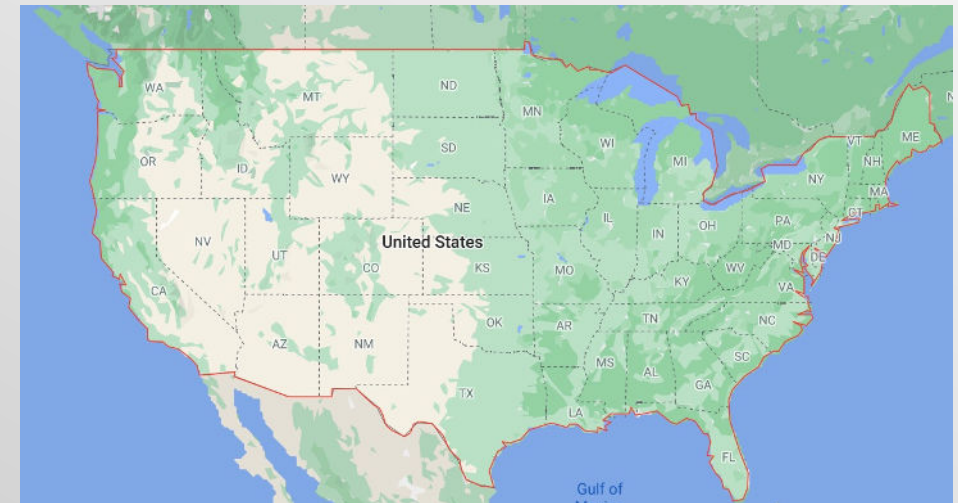 WA
MT
ND
MN
OR
ID
SD
WI
MI
VT
ME
N
NH
NY
MA
WY
NE
IA
CT
NV
UT
United States
CO
KS
IL
IN
OH
PA
NJ
MD
DE
WV
CA
MO
KY
VA
AZ
NM
OK
AR
TN
NC
MS
AL
SC
GA
TX
LA
FL
Gulf of